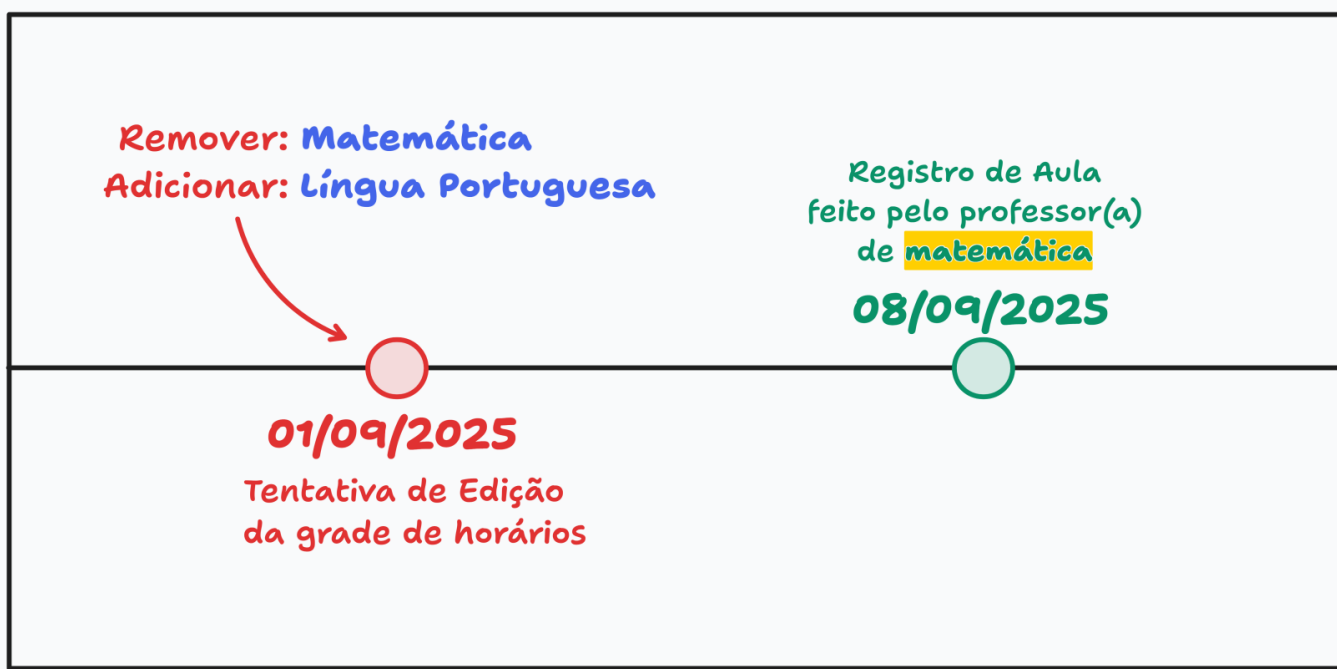 Remover: Matemática
Adicionar: Língua Portuguesa
01/09/2025
Tentativa de Edição
da grade de horários
Registro de Aula
feito pelo professor(a)
de matemática
08/09/2025